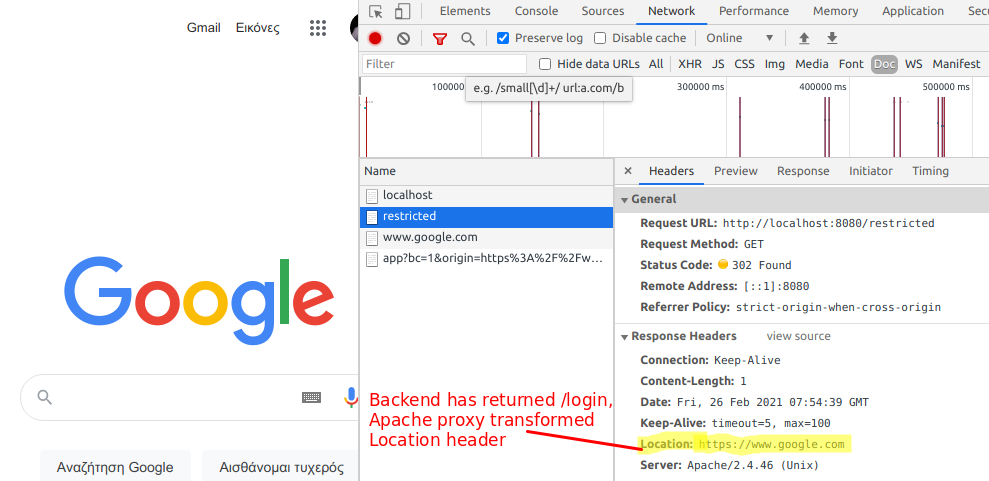 Gmail Εικόνες
Google
Αναζήτηση Google Αισθάνομαι τυχερός
Elements Console Sources Network Performance Memory Application Secu
Preserve log Disable cache Online
Filter Hide data URLs All XHR JS CSS Img Media Font Doc WS Manifest
e.g. /small[\d]+/ url:a.com/b
100000 300000 ms 400000 ms 500000 ms
Name
localhost
restricted
www.google.com
app?bc=1&origin=https%3A%2F%2Fw...
Backend has returned /login,
Apache proxy transformed
Location header
× Headers Preview Response Initiator Timing
General
Request URL: http://localhost:8080/restricted
Request Method: GET
Status Code: 302 Found
Remote Address: [::1]:8080
Referrer Policy: strict-origin-when-cross-origin
Response Headers view source
Connection: Keep-Alive
Content-Length: 1
Date: Fri, 26 Feb 2021 07:54:39 GMT
Keep-Alive: timeout=5, max=100
Location: https://www.google.com
Server: Apache/2.4.46 (Unix)